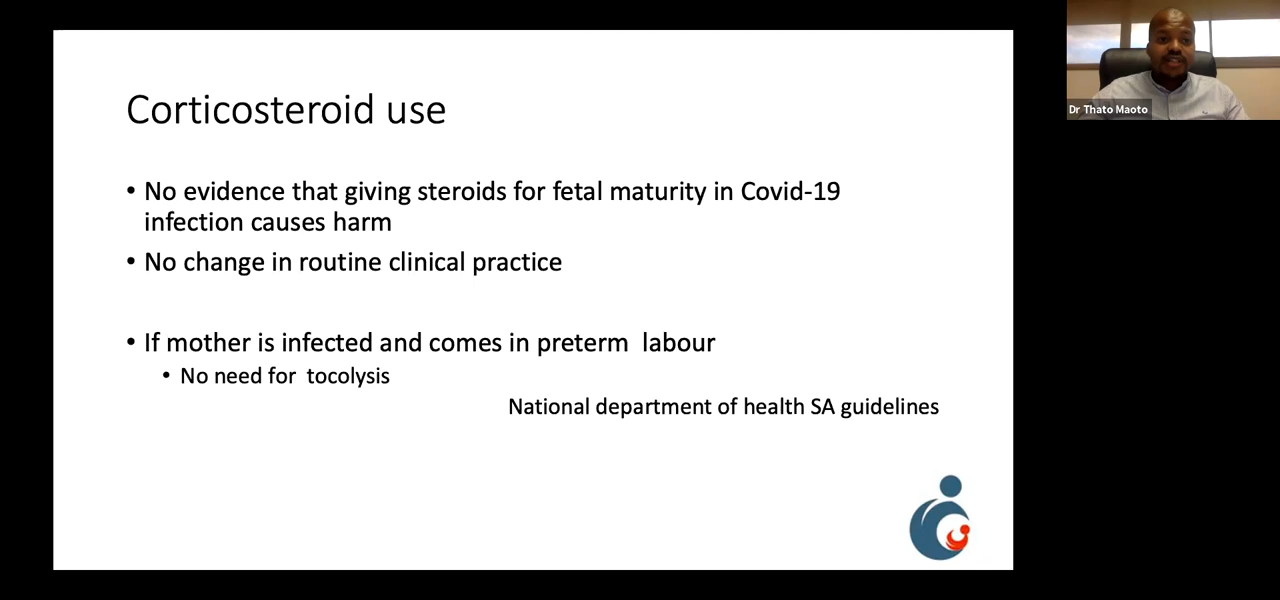 Corticosteroid use
• No evidence that giving steroids for fetal maturity in Covid-19
infection causes harm
• No change in routine clinical practice
• If mother is infected and comes in preterm  labour
• No need for  tocolysis
National department of health SA guidelines
Dr Thato Maoto